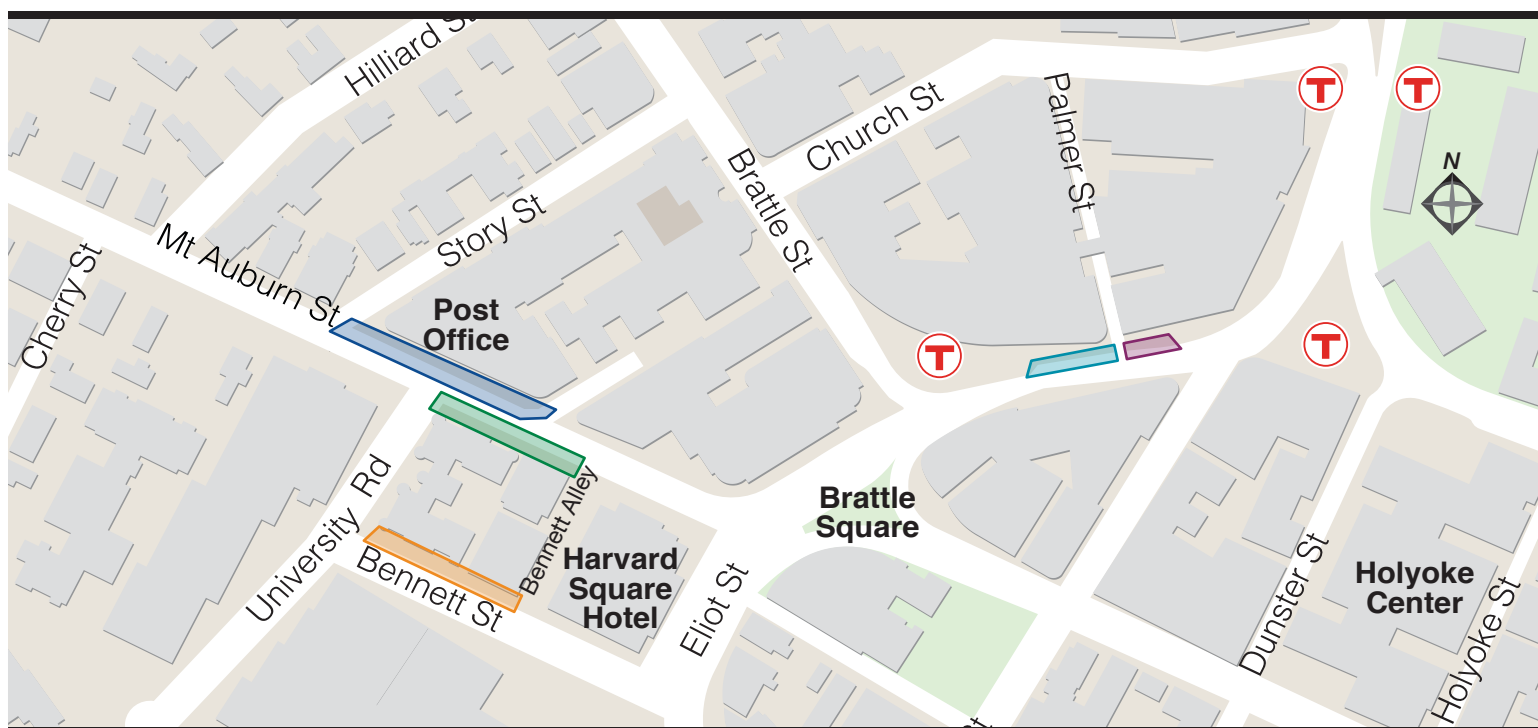 Hilliard St
T
T
Palmer St
Church St
N
Brattle St
Story St
Mt Auburn St
Cherry St
Post
Office
T
T
University Rd
Bennett Alley
Brattle
Square
Bennett St
Harvard
Square
Hotel
Eliot St
Dunster St
Holyoke
Center
Holyoke St